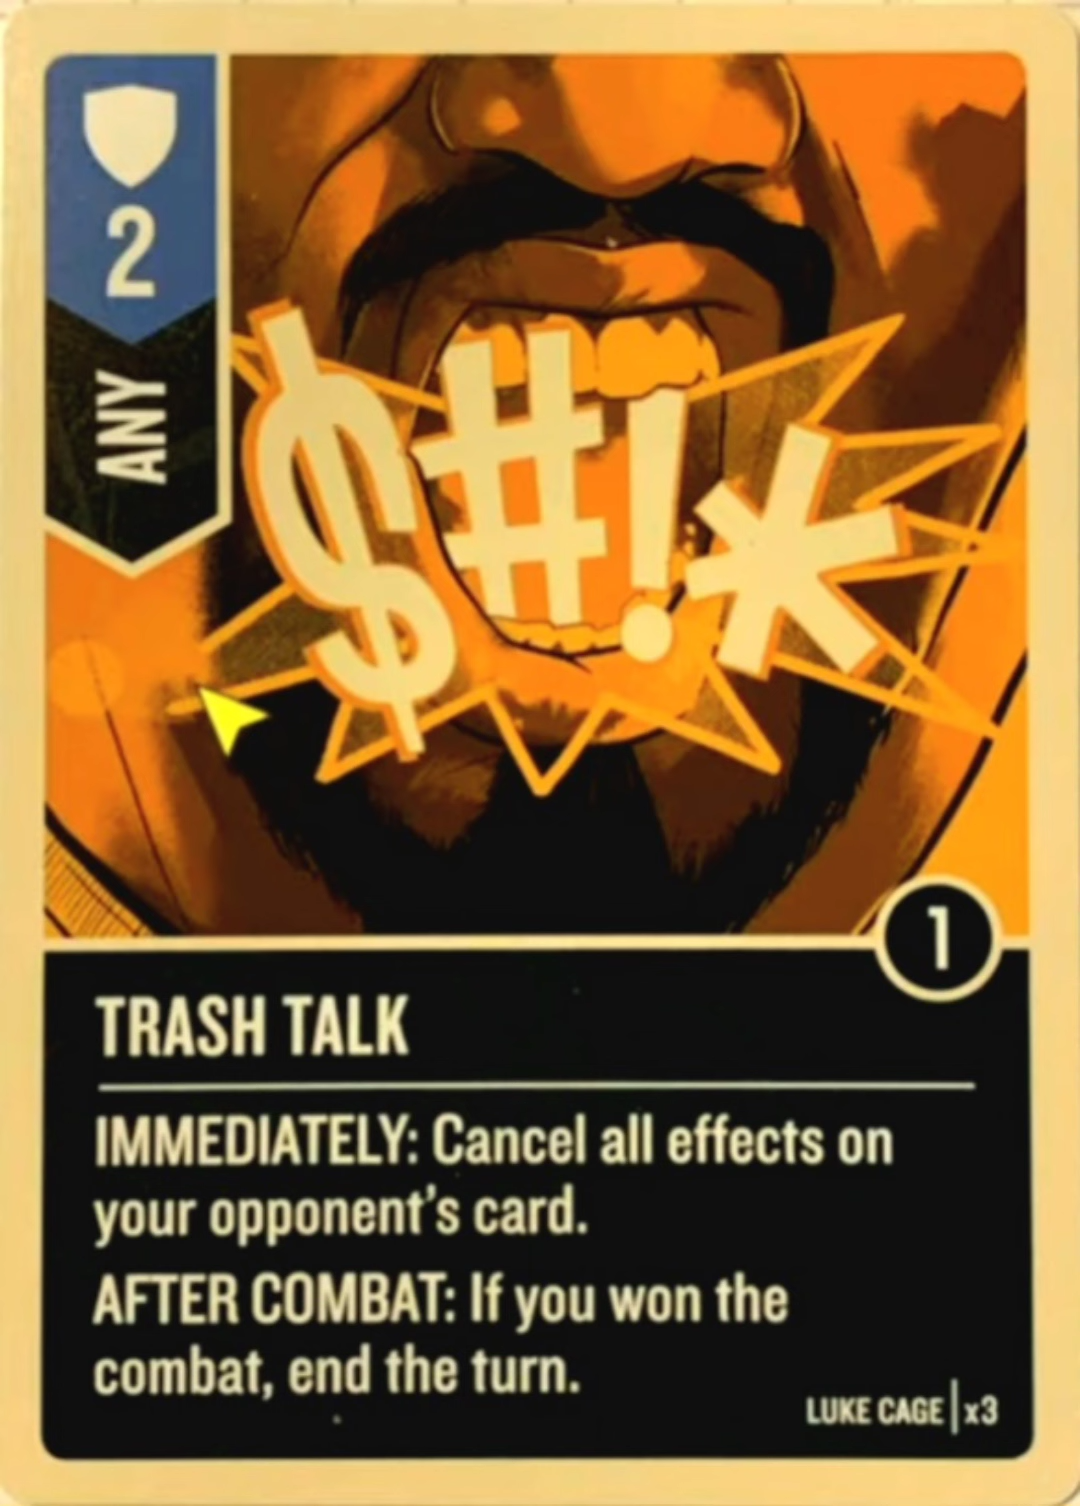 2
ANY
$#!*
1
TRASH TALK
IMMEDIATELY: Cancel all effects on
your opponent's card.
AFTER COMBAT: If you won the
combat, end the turn.
LUKE CAGE | x3